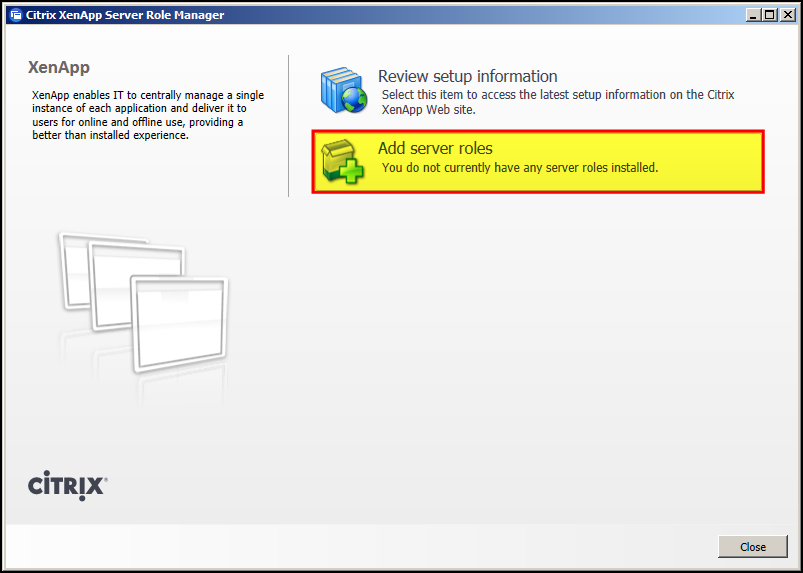 Citrix XenApp Server Role Manager
XenApp
XenApp enables IT to centrally manage a single
instance of each application and deliver it to
users for online and offline use, providing a
better than installed experience.
Review setup information
Select this item to access the latest setup information on the Citrix
XenApp Web site.
Add server roles
You do not currently have any server roles installed.
CITRIX®
Close